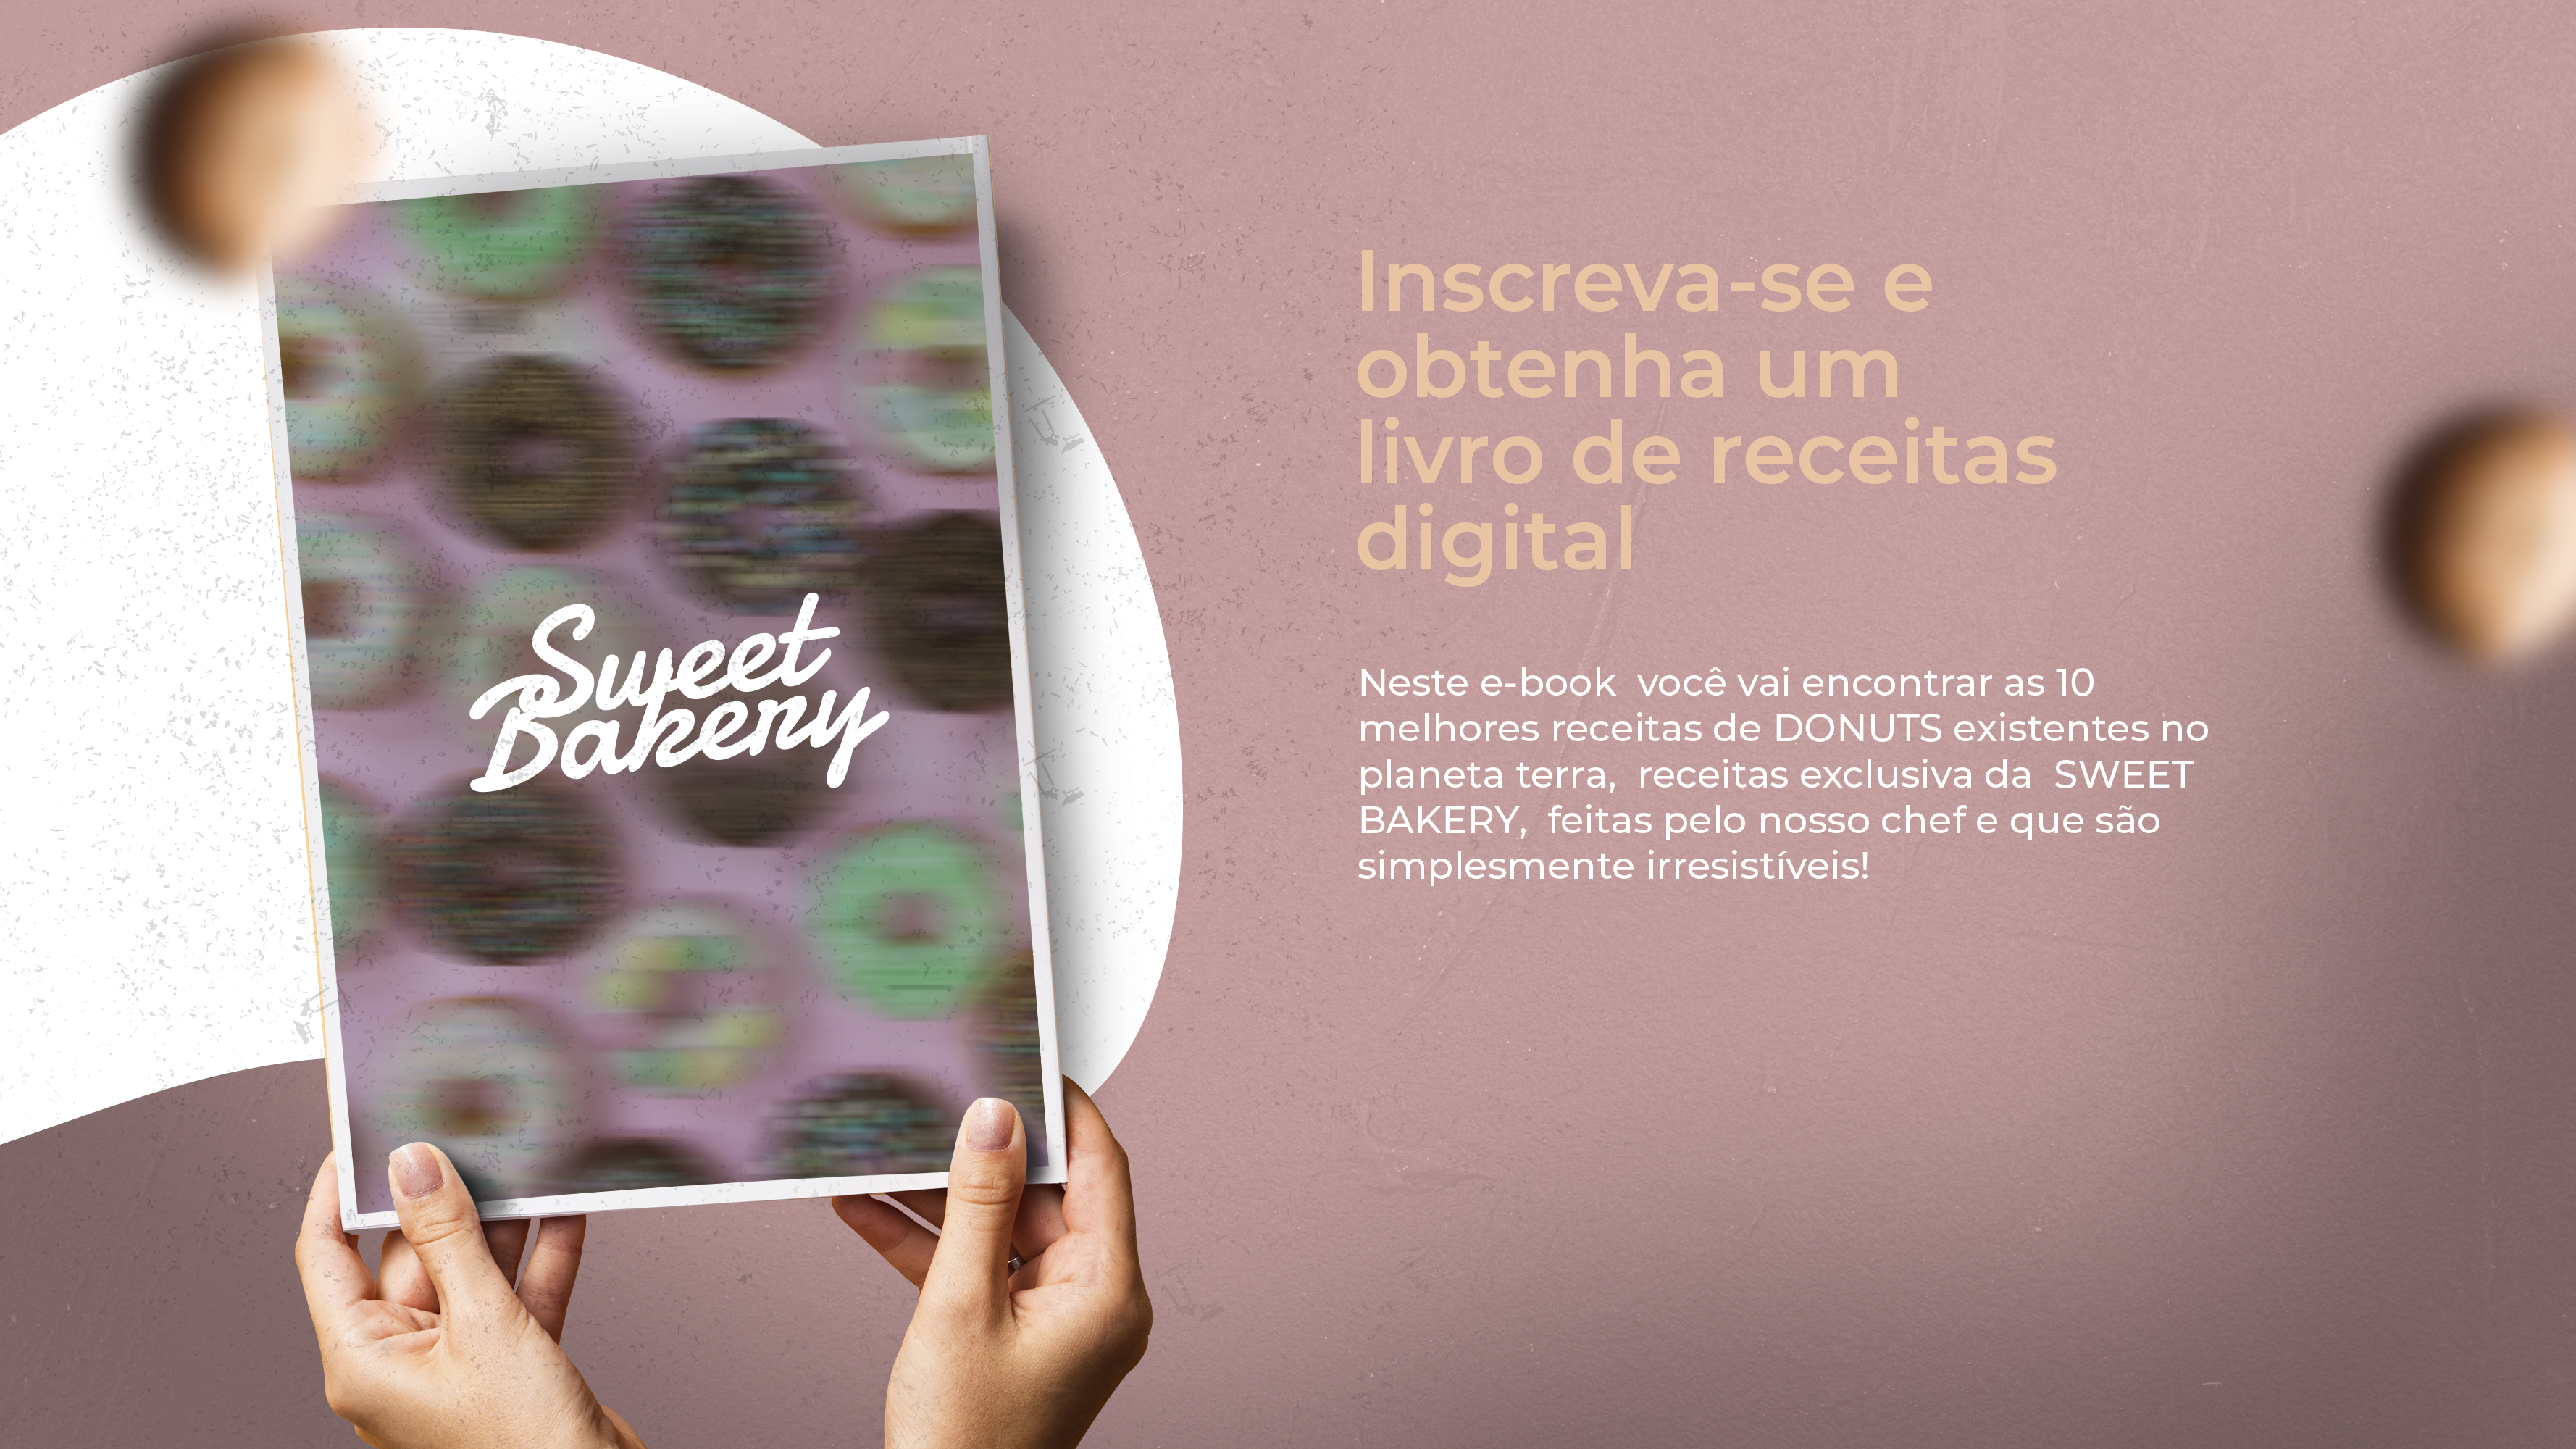 Sweet
Bakery
Inscreva-se e
obtenha um
livro de receitas
digital
Neste e-book  você vai encontrar as 10
melhores receitas de DONUTS existentes no
planeta terra,  receitas exclusiva da  SWEET
BAKERY,  feitas pelo nosso chef e que são
simplesmente irresistíveis!